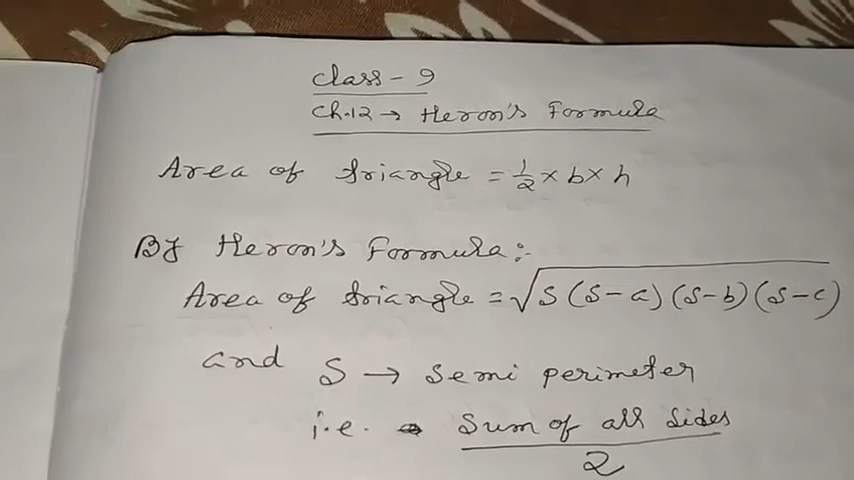 Class - 9
Ch.12 → Heron's Formula
Area of triangle = 1/2 × b × h
By Heron's Formula :-
Area of triangle = √S(S-a)(S-b)(S-c)
and S → Semi perimeter
i.e. → Sum of all sides
2